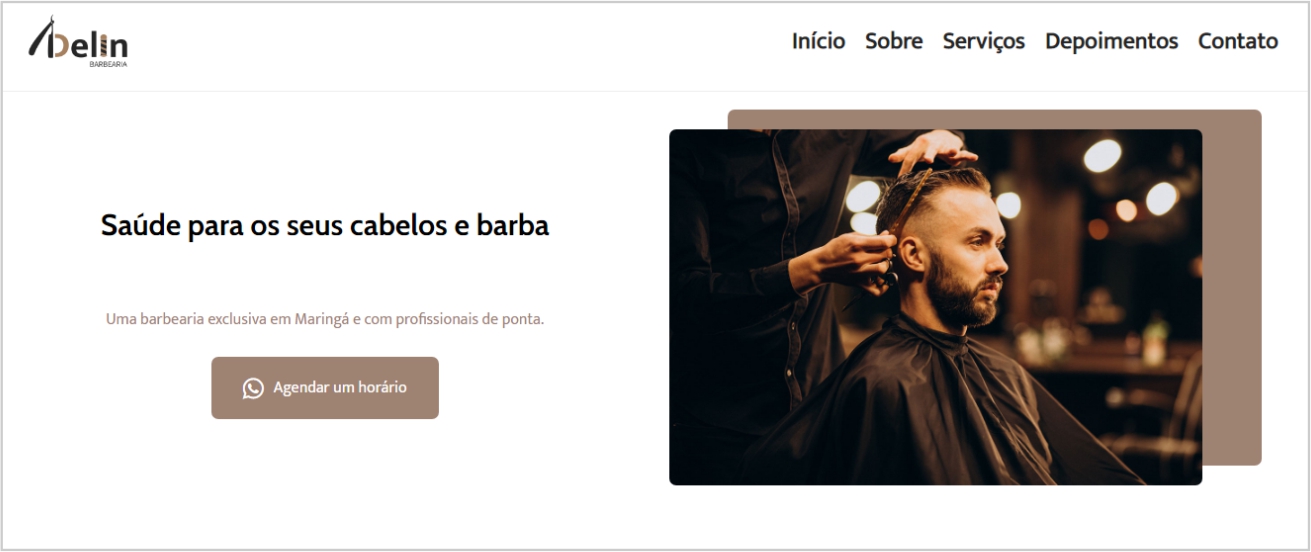 Delin
BARBEARIA
Início Sobre Serviços Depoimentos Contato
Saúde para os seus cabelos e barba
Uma barbearia exclusiva em Maringá e com profissionais de ponta.
Agendar um horário